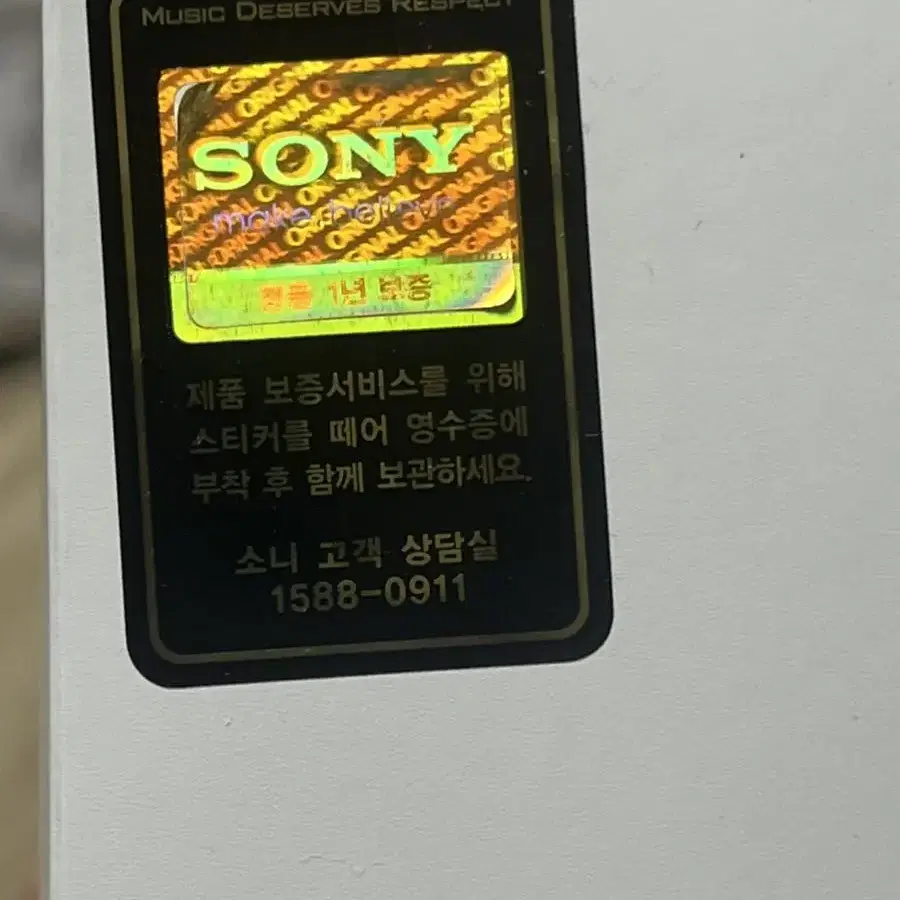 MUSIC DESERVES RESPECT
SONY
make.believe
정품 1년 보증
제품 보증서비스를 위해
스티커를 떼어 영수증에
부착 후 함께 보관하세요.
소니 고객 상담실
1588-0911